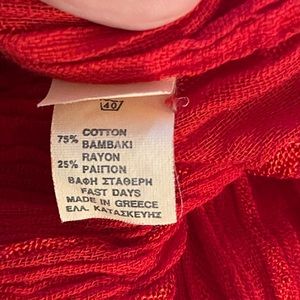 40
75% COTTON
ΒΑΜΒΑΚΙ
25% RAYON
ΡΑΙΓΙΟΝ
ΒΑΦΗ ΣΤΑΘΕΡΗ
FAST DAYS
MADE IN GREECE
ΕΛΛ. ΚΑΤΑΣΚΕΥΗΣ